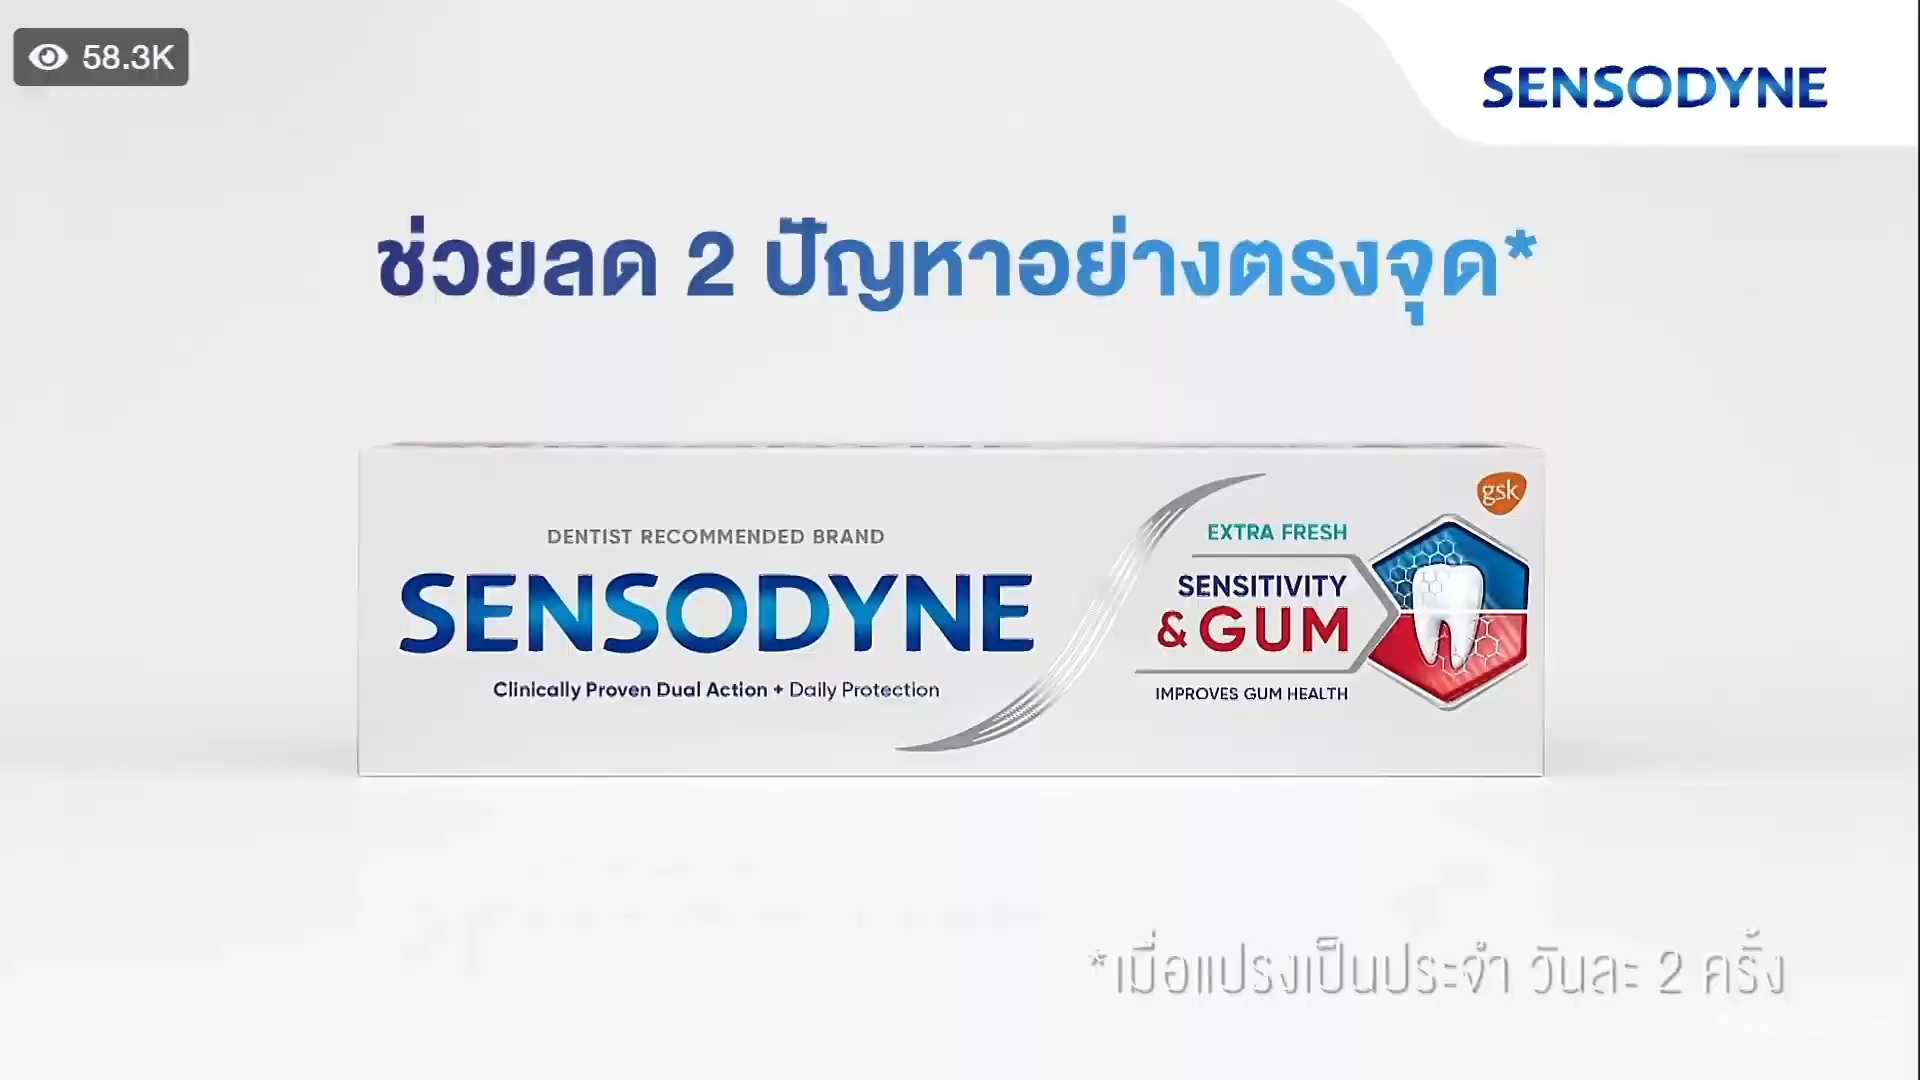 58.3K
SENSODYNE
ช่วยลด 2 ปัญหาอย่างตรงจุด*
gsk
DENTIST RECOMMENDED BRAND
SENSODYNE
Clinically Proven Dual Action + Daily Protection
EXTRA FRESH
SENSITIVITY
& GUM
IMPROVES GUM HEALTH
*เมื่อแปรงเป็นประจำ วันละ 2 ครั้ง